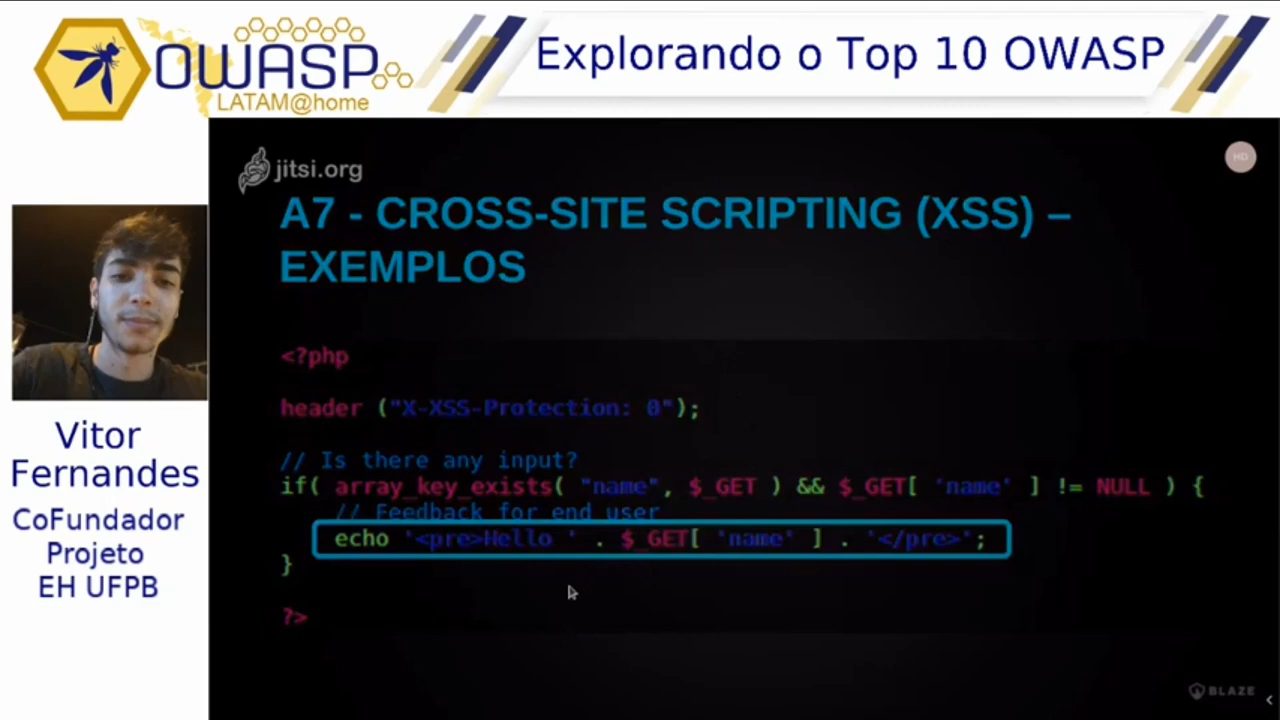 OWASP
LATAM@home
Explorando o Top 10 OWASP
jitsi.org
HD
A7 - CROSS-SITE SCRIPTING (XSS) –
EXEMPLOS
<?php
header ("X-XSS-Protection: 0");
// Is there any input?
if( array_key_exists( "name", $_GET ) && $_GET[ 'name' ] != NULL ) {
// Feedback for end user
echo '<pre>Hello ' . $_GET[ 'name' ] . '</pre>';
}
?>
Vitor
Fernandes
CoFundador
Projeto
EH UFPB
BLAZE